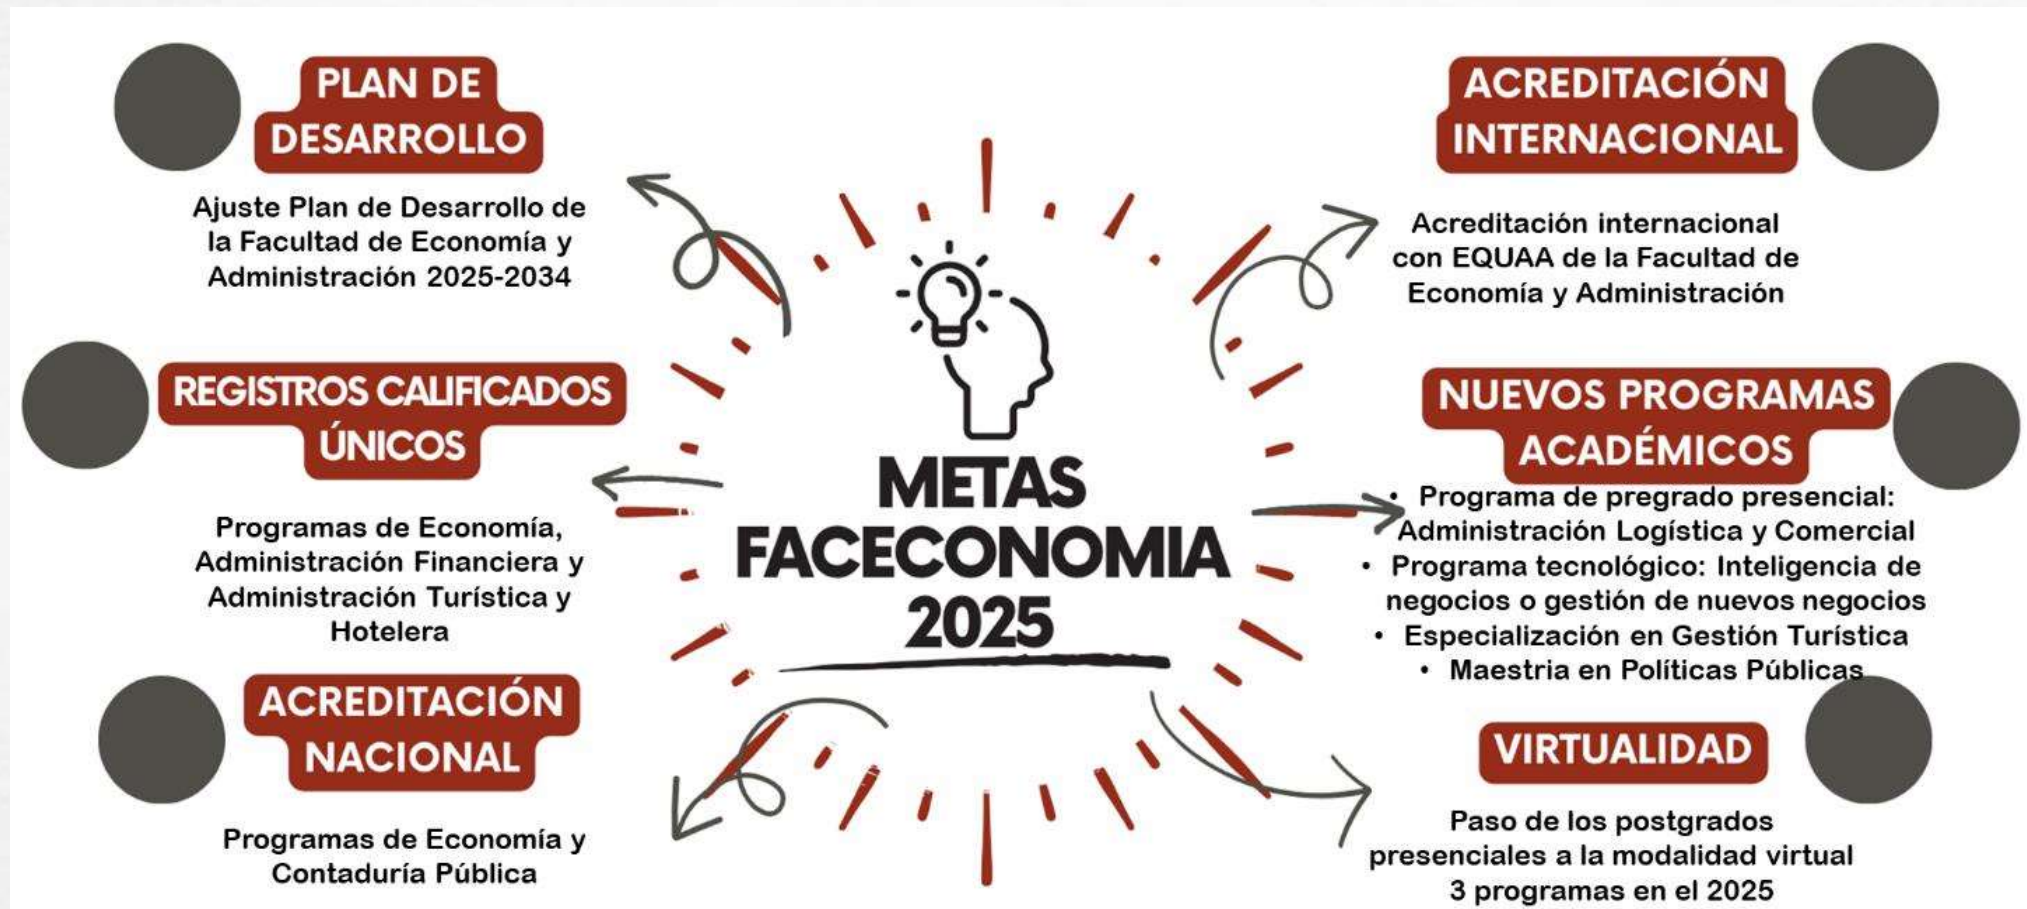 PLAN DE
DESARROLLO
Ajuste Plan de Desarrollo de
la Facultad de Economía y
Administración 2025-2034
REGISTROS CALIFICADOS
ÚNICOS
Programas de Economía,
Administración Financiera y
Administración Turística y
Hotelera
ACREDITACIÓN
NACIONAL
Programas de Economía y
Contaduría Pública
METAS
FACECONOMIA
2025
ACREDITACIÓN
INTERNACIONAL
Acreditación internacional
con EQUAA de la Facultad de
Economía y Administración
NUEVOS PROGRAMAS
ACADÉMICOS
• Programa de pregrado presencial:
Administración Logística y Comercial
• Programa tecnológico: Inteligencia de
negocios o gestión de nuevos negocios
• Especialización en Gestión Turística
• Maestria en Políticas Públicas
VIRTUALIDAD
Paso de los postgrados
presenciales a la modalidad virtual
3 programas en el 2025